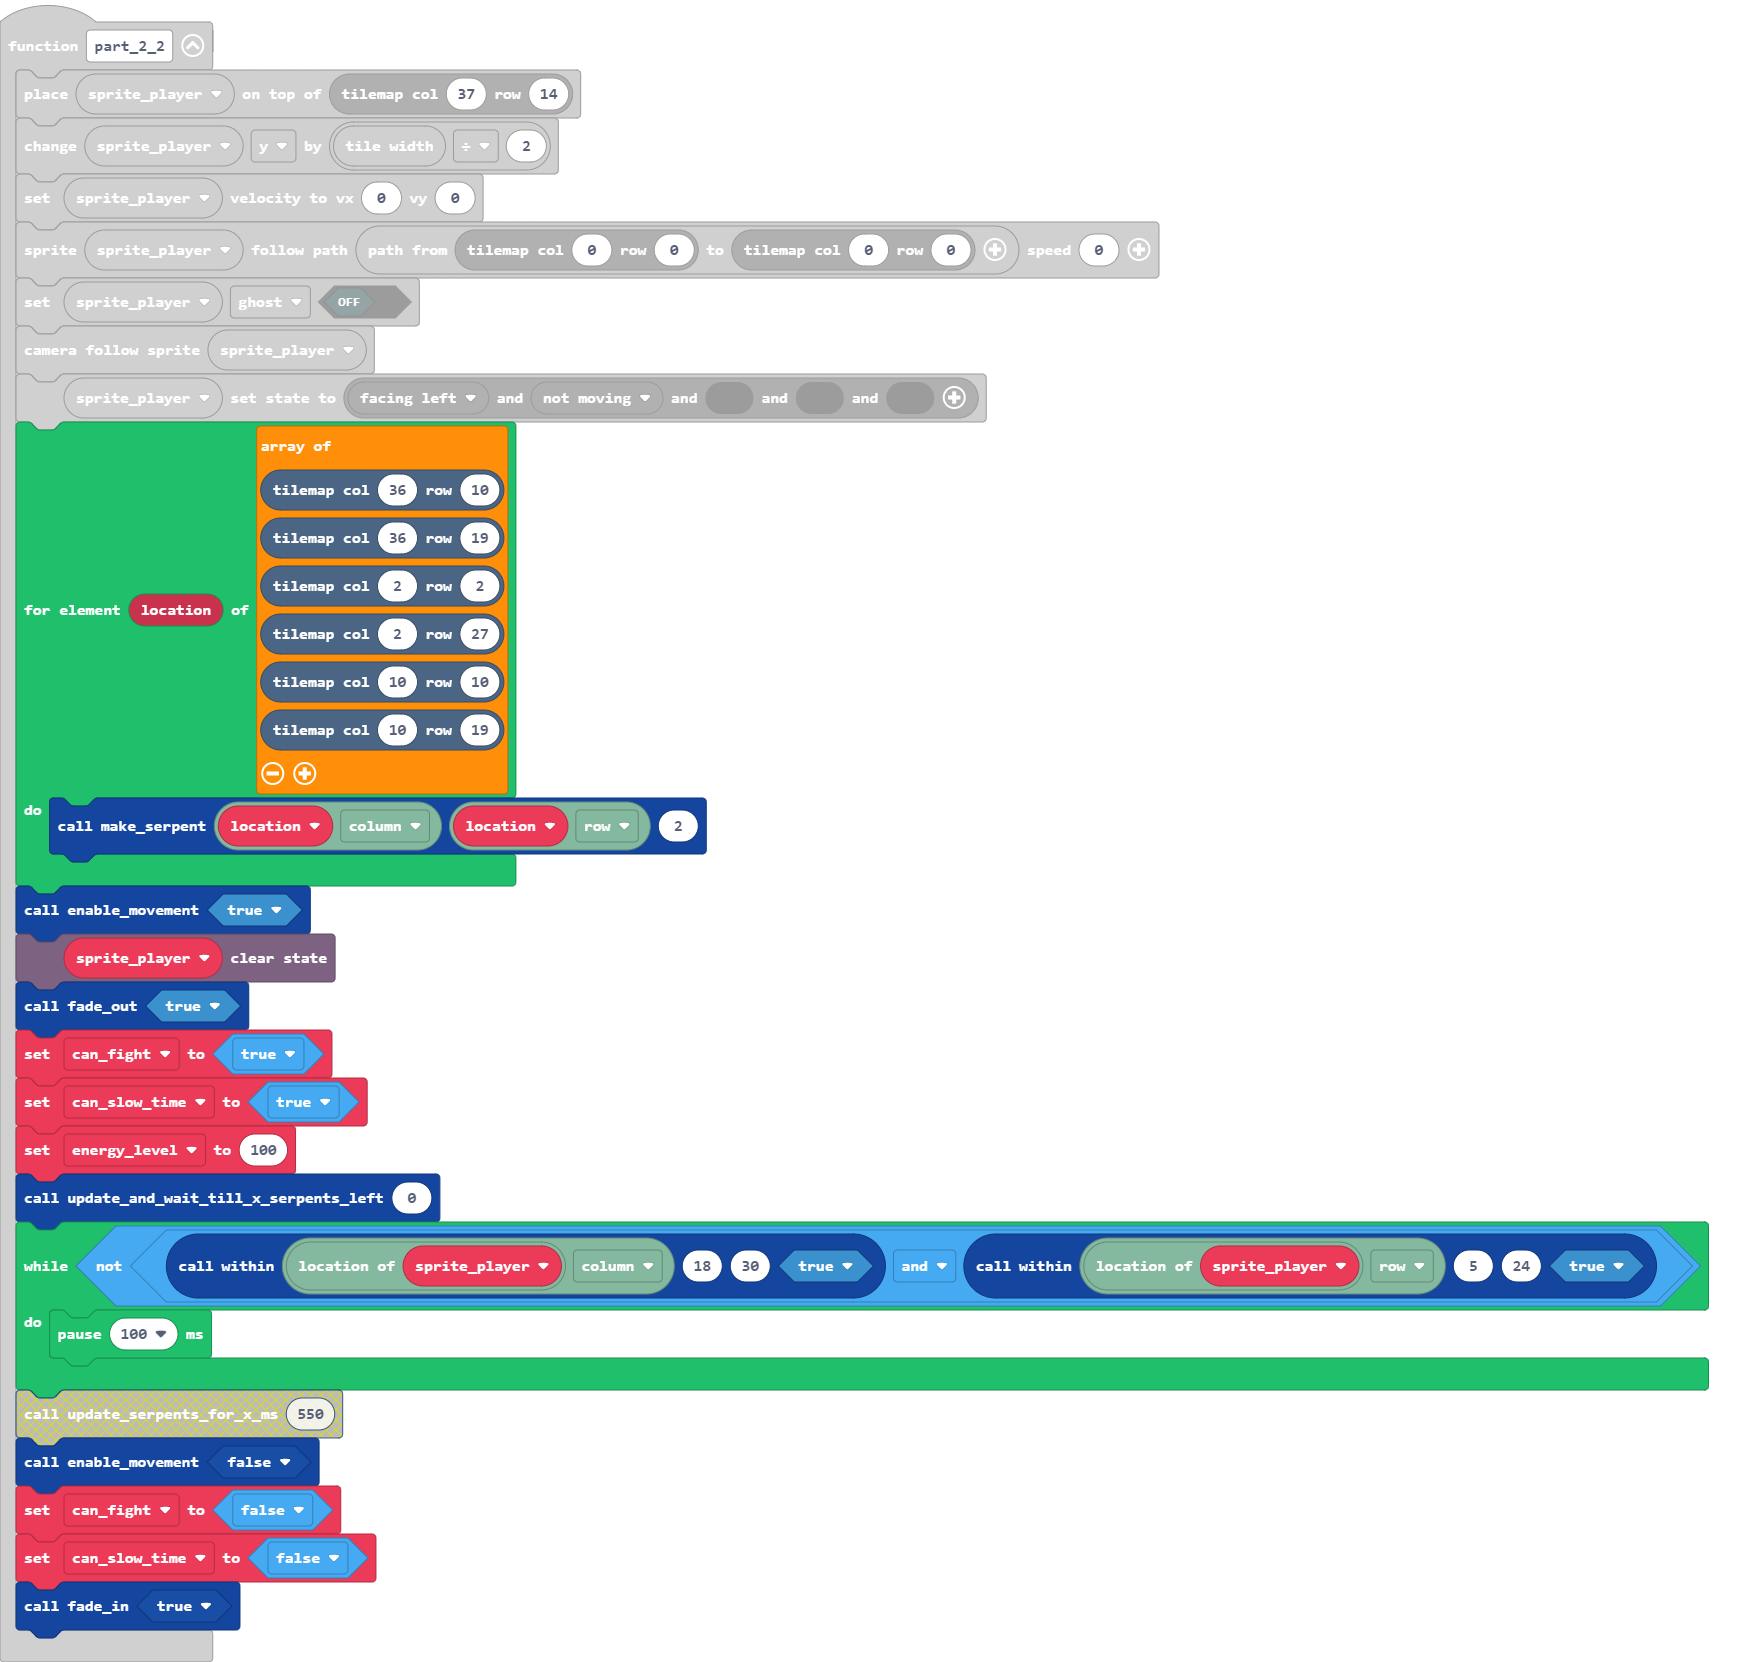 function part_2_2
place sprite_player on top of tilemap col 37 row 14
change sprite_player y by tile width ÷ 2
set sprite_player velocity to vx 0 vy 0
sprite sprite_player follow path path from tilemap col 0 row 0 to tilemap col 0 row 0 speed 0
set sprite_player ghost OFF
camera follow sprite sprite_player
sprite_player set state to facing left and not moving and and and
array of
tilemap col 36 row 10
tilemap col 36 row 19
tilemap col 2 row 2
for element location of
tilemap col 2 row 27
tilemap col 10 row 10
tilemap col 10 row 19
do
call make_serpent location column location row 2
call enable_movement true
sprite_player clear state
call fade_out true
set can_fight to true
set can_slow_time to true
set energy_level to 100
call update_and_wait_till_x_serpents_left 0
while not call within location of sprite_player column 18 30 true and call within location of sprite_player row 5 24 true
do
pause 100 ms
call update_serpents_for_x_ms 550
call enable_movement false
set can_fight to false
set can_slow_time to false
call fade_in true